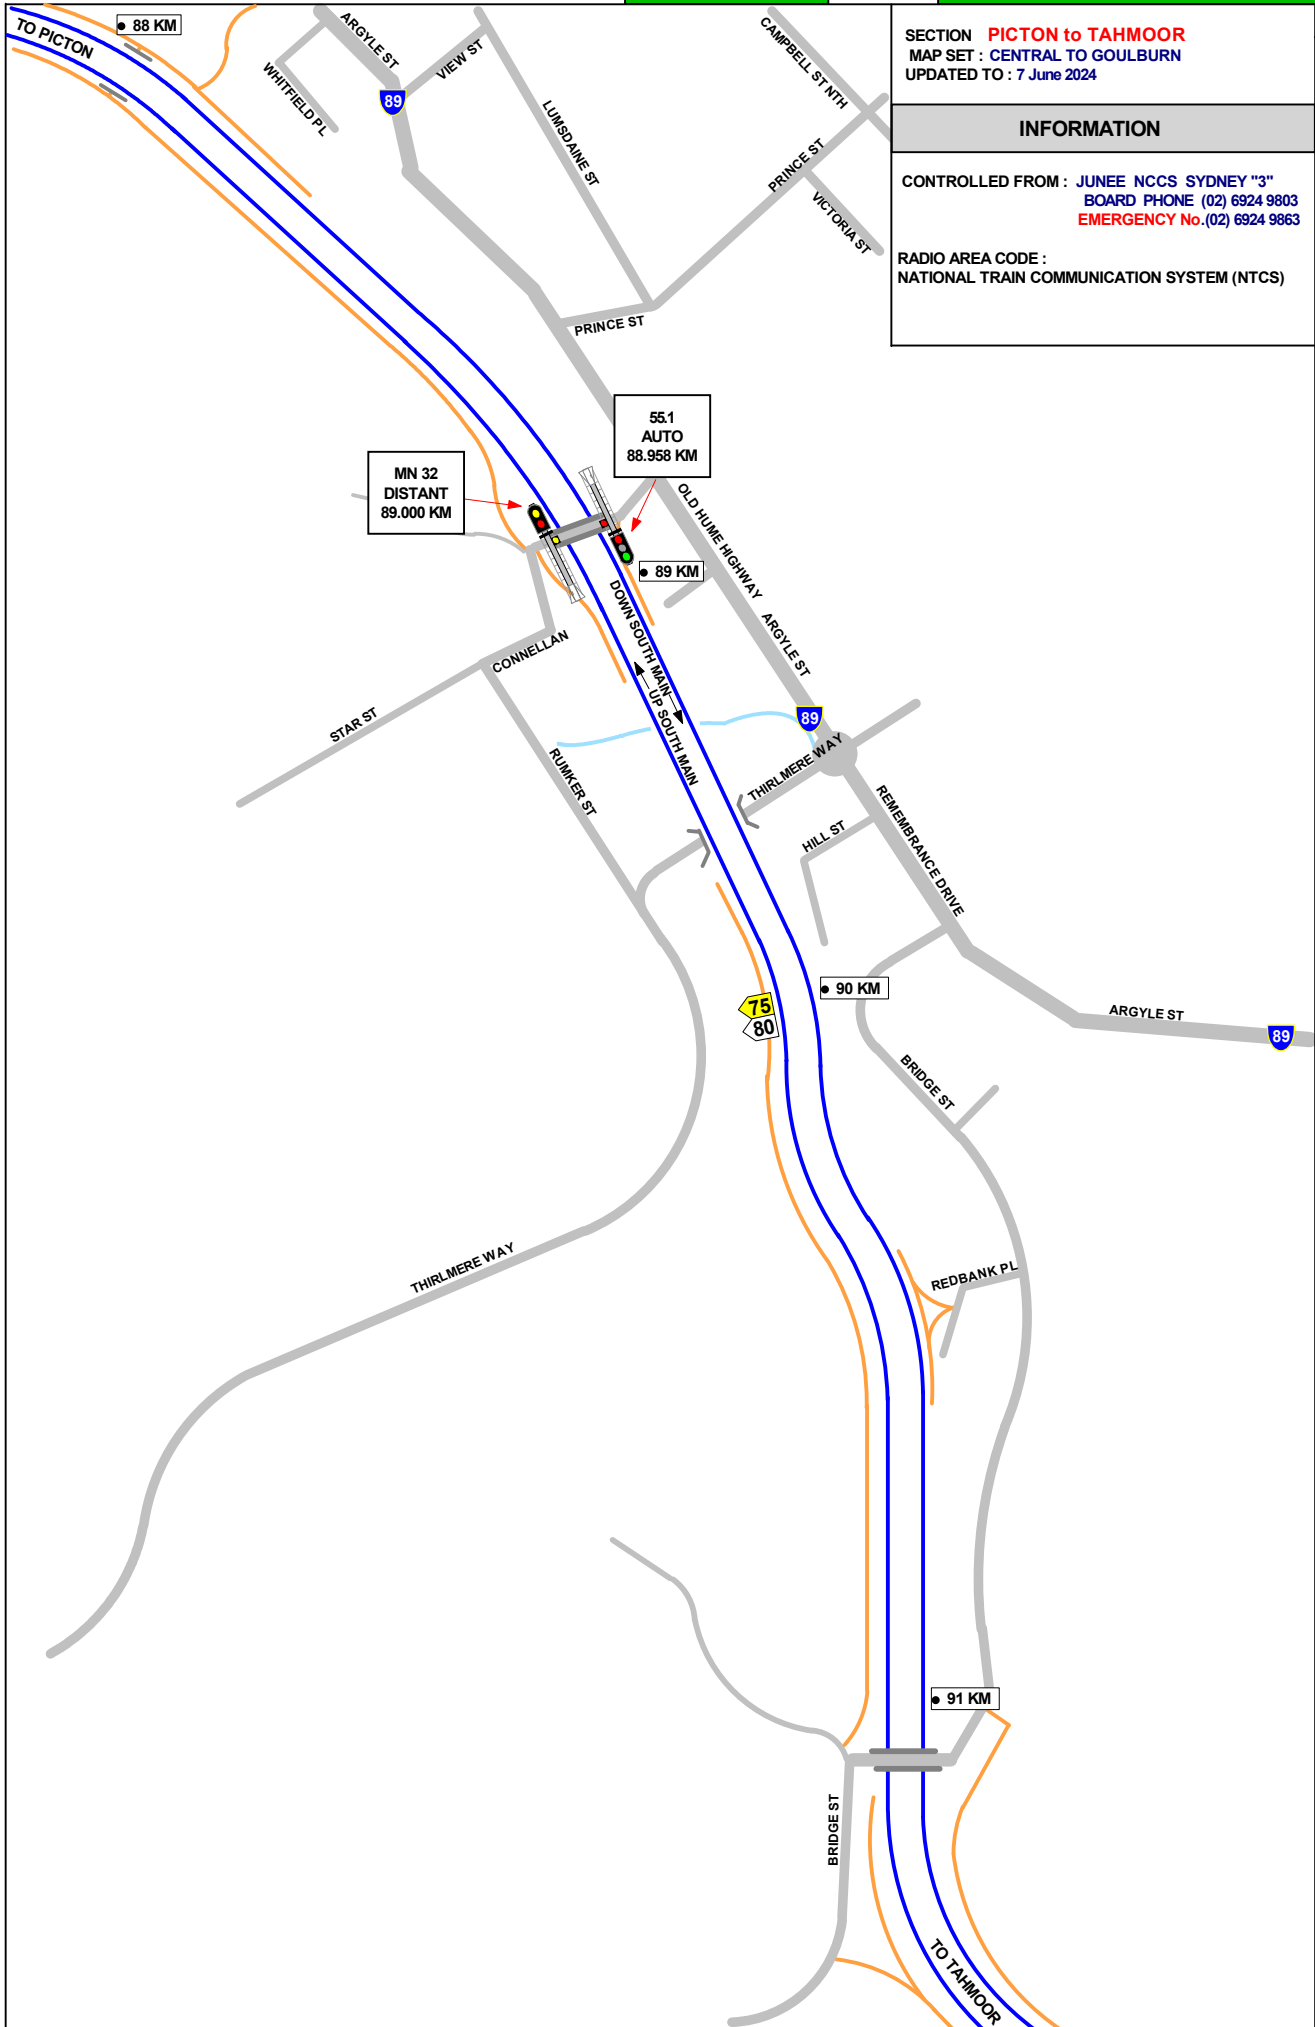 SECTION PICTON to TAHMOOR
MAP SET : CENTRAL TO GOULBURN
UPDATED TO : 7 June 2024
INFORMATION
CONTROLLED FROM : JUNEE NCCS SYDNEY "3"
BOARD PHONE (02) 6924 9803
EMERGENCY No.(02) 6924 9863
RADIO AREA CODE :
NATIONAL TRAIN COMMUNICATION SYSTEM (NTCS)
TO PICTON
88 KM
ARGYLE ST
VIEW ST
WHITFIELD PL
89
LUMSDAINE ST
CAMPBELL ST NTH
PRINCE ST
VICTORIA ST
PRINCE ST
55.1
AUTO
88.958 KM
MN 32
DISTANT
89.000 KM
OLD HUME HIGHWAY
89 KM
DOWN SOUTH MAIN
UP SOUTH MAIN
ARGYLE ST
CONNELLAN
STAR ST
RUMKER ST
89
THIRLMERE WAY
HILL ST
REMEMBRANCE DRIVE
90 KM
75
80
ARGYLE ST
89
BRIDGE ST
THIRLMERE WAY
REDBANK PL
91 KM
BRIDGE ST
TO TAHMOOR